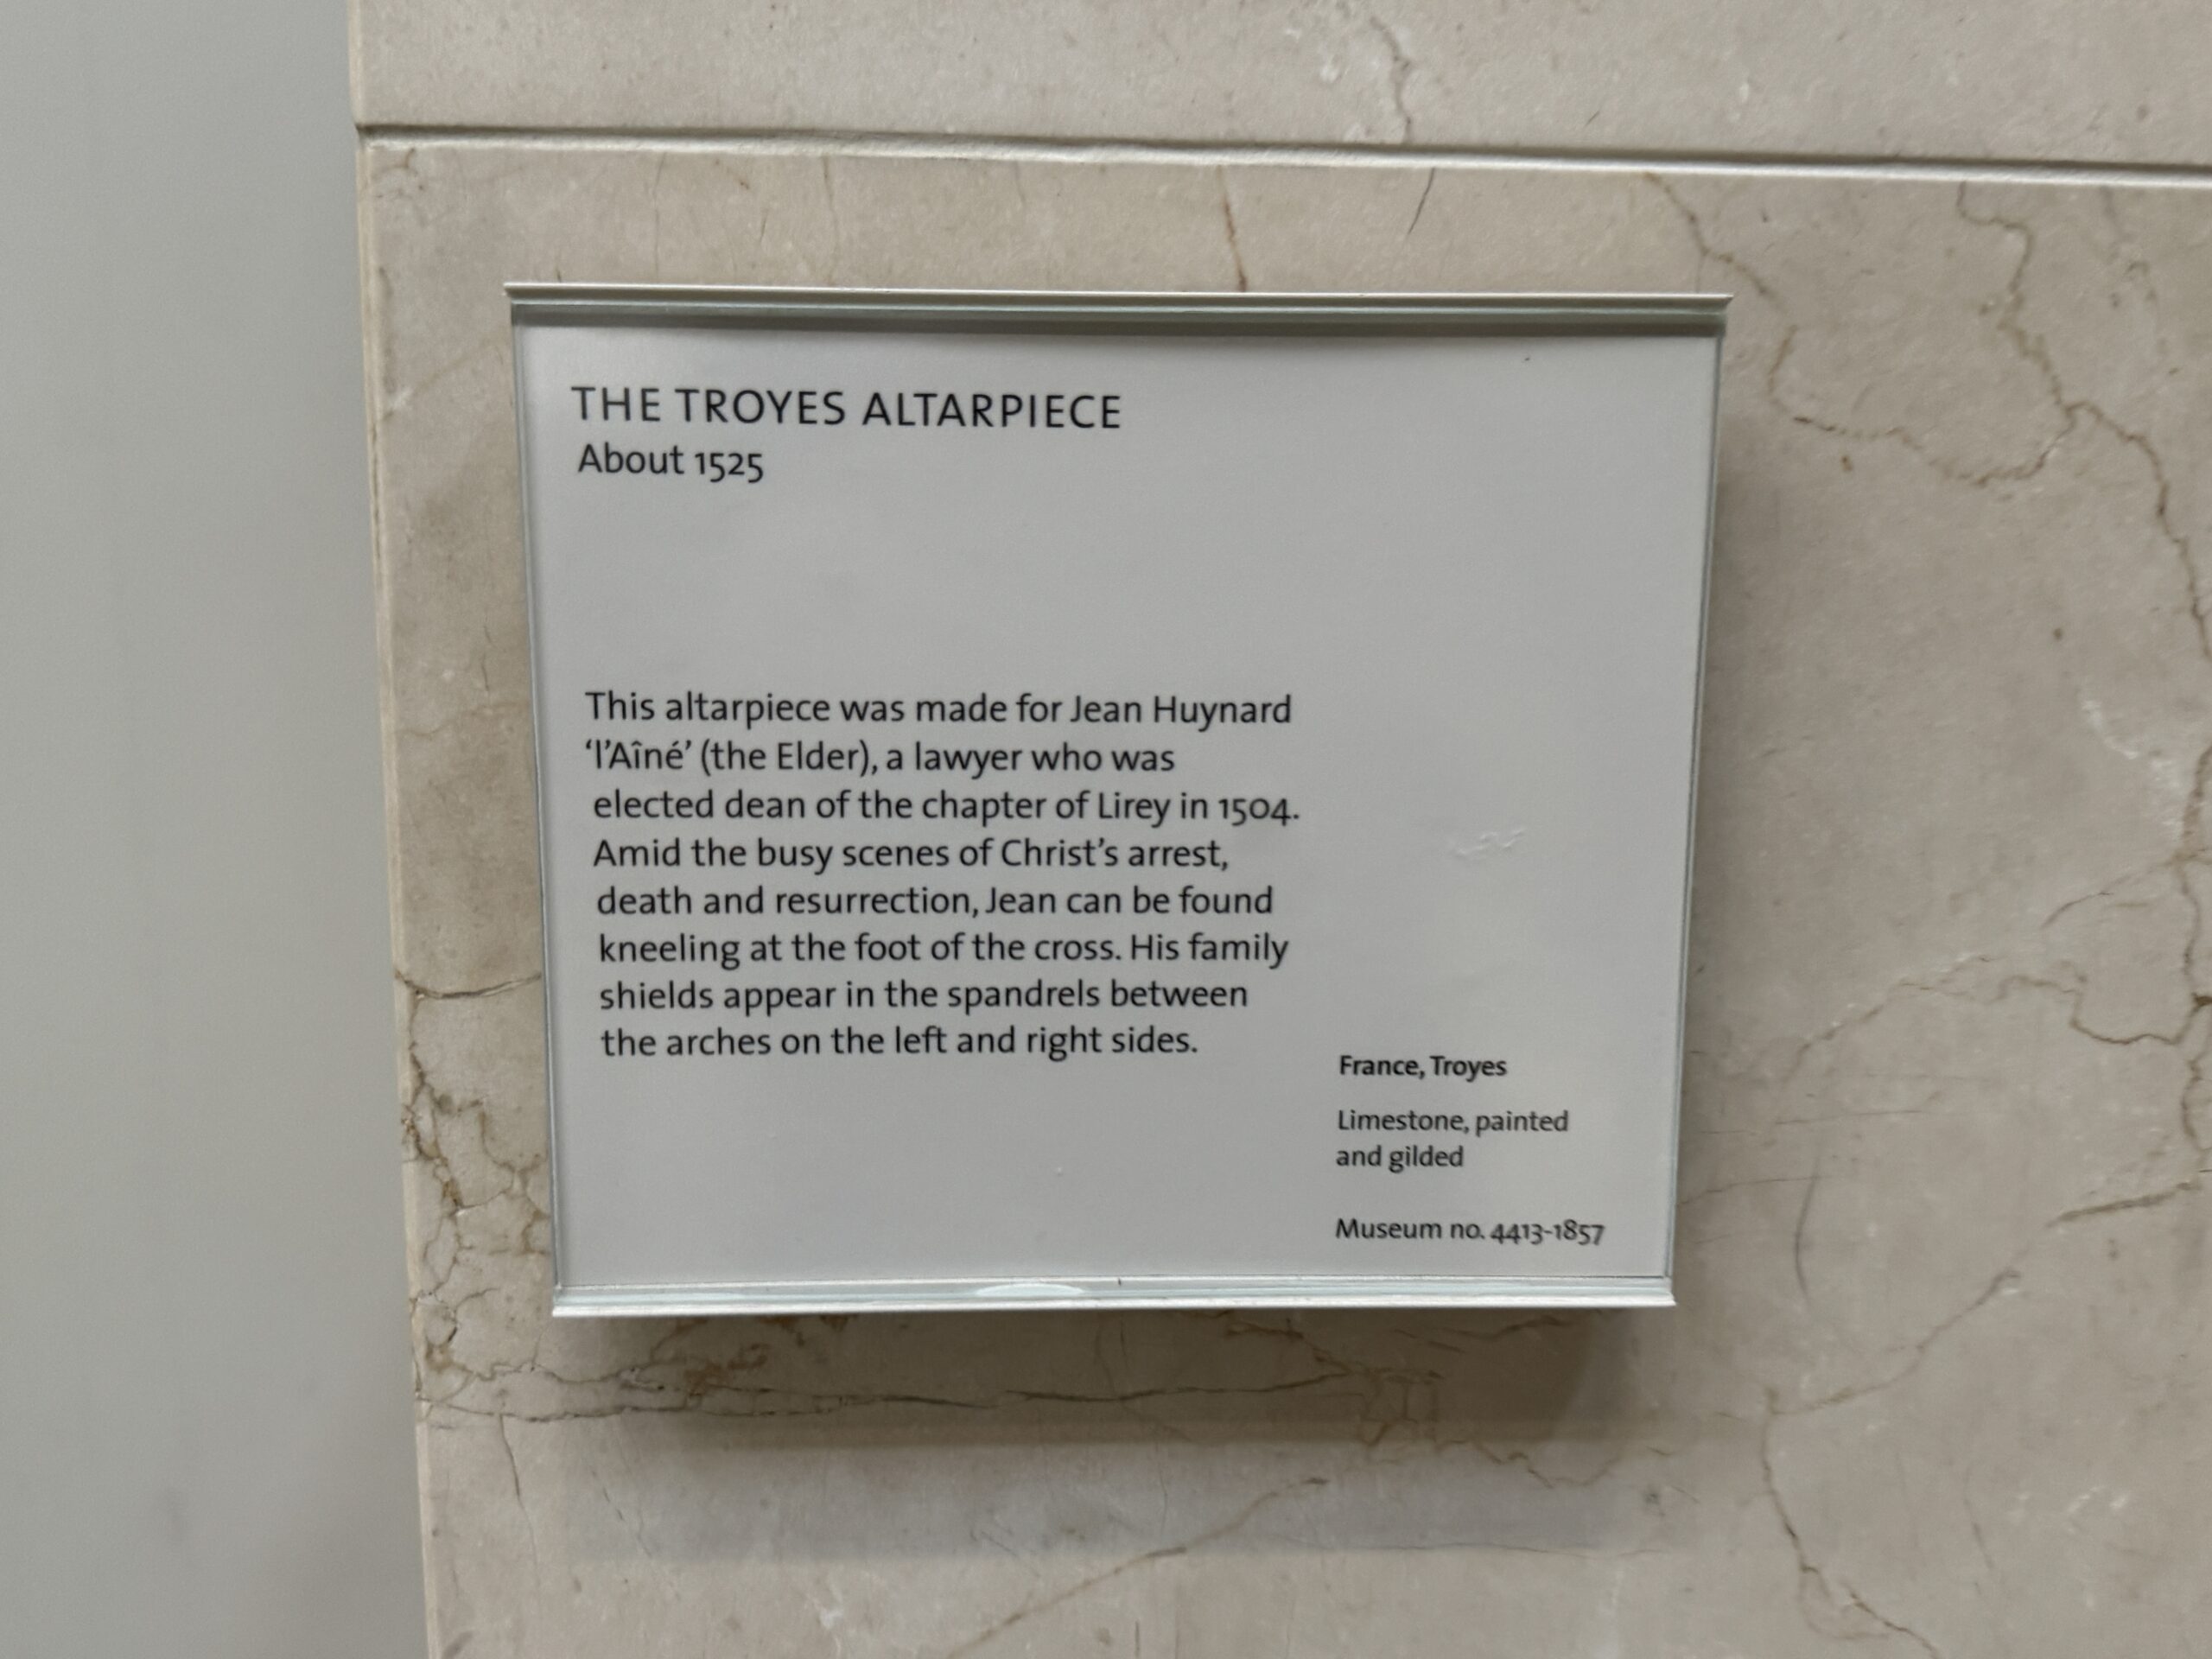 THE TROYES ALTARPIECE
About 1525
This altarpiece was made for Jean Huynard
‘l’Aîné’ (the Elder), a lawyer who was
elected dean of the chapter of Lirey in 1504.
Amid the busy scenes of Christ’s arrest,
death and resurrection, Jean can be found
kneeling at the foot of the cross. His family
shields appear in the spandrels between
the arches on the left and right sides.
France, Troyes
Limestone, painted
and gilded
Museum no. 4413-1857